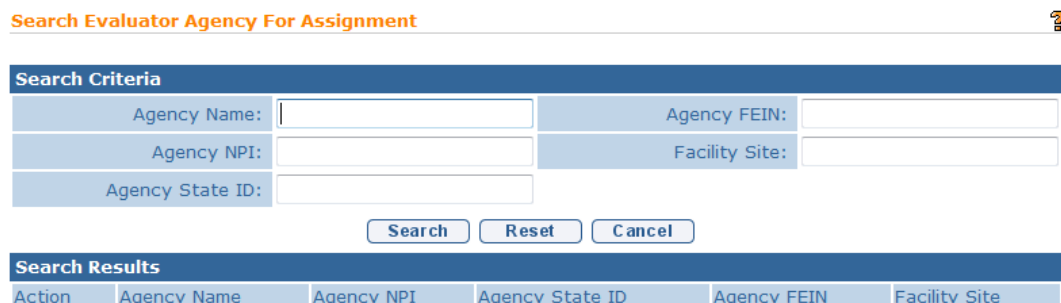 Search Evaluator Agency For Assignment
Search Criteria
Agency Name: Agency FEIN:
Agency NPI: Facility Site:
Agency State ID:
Search Reset Cancel
Search Results
Action Agency Name Agency NPI Agency State ID Agency FEIN Facility Site